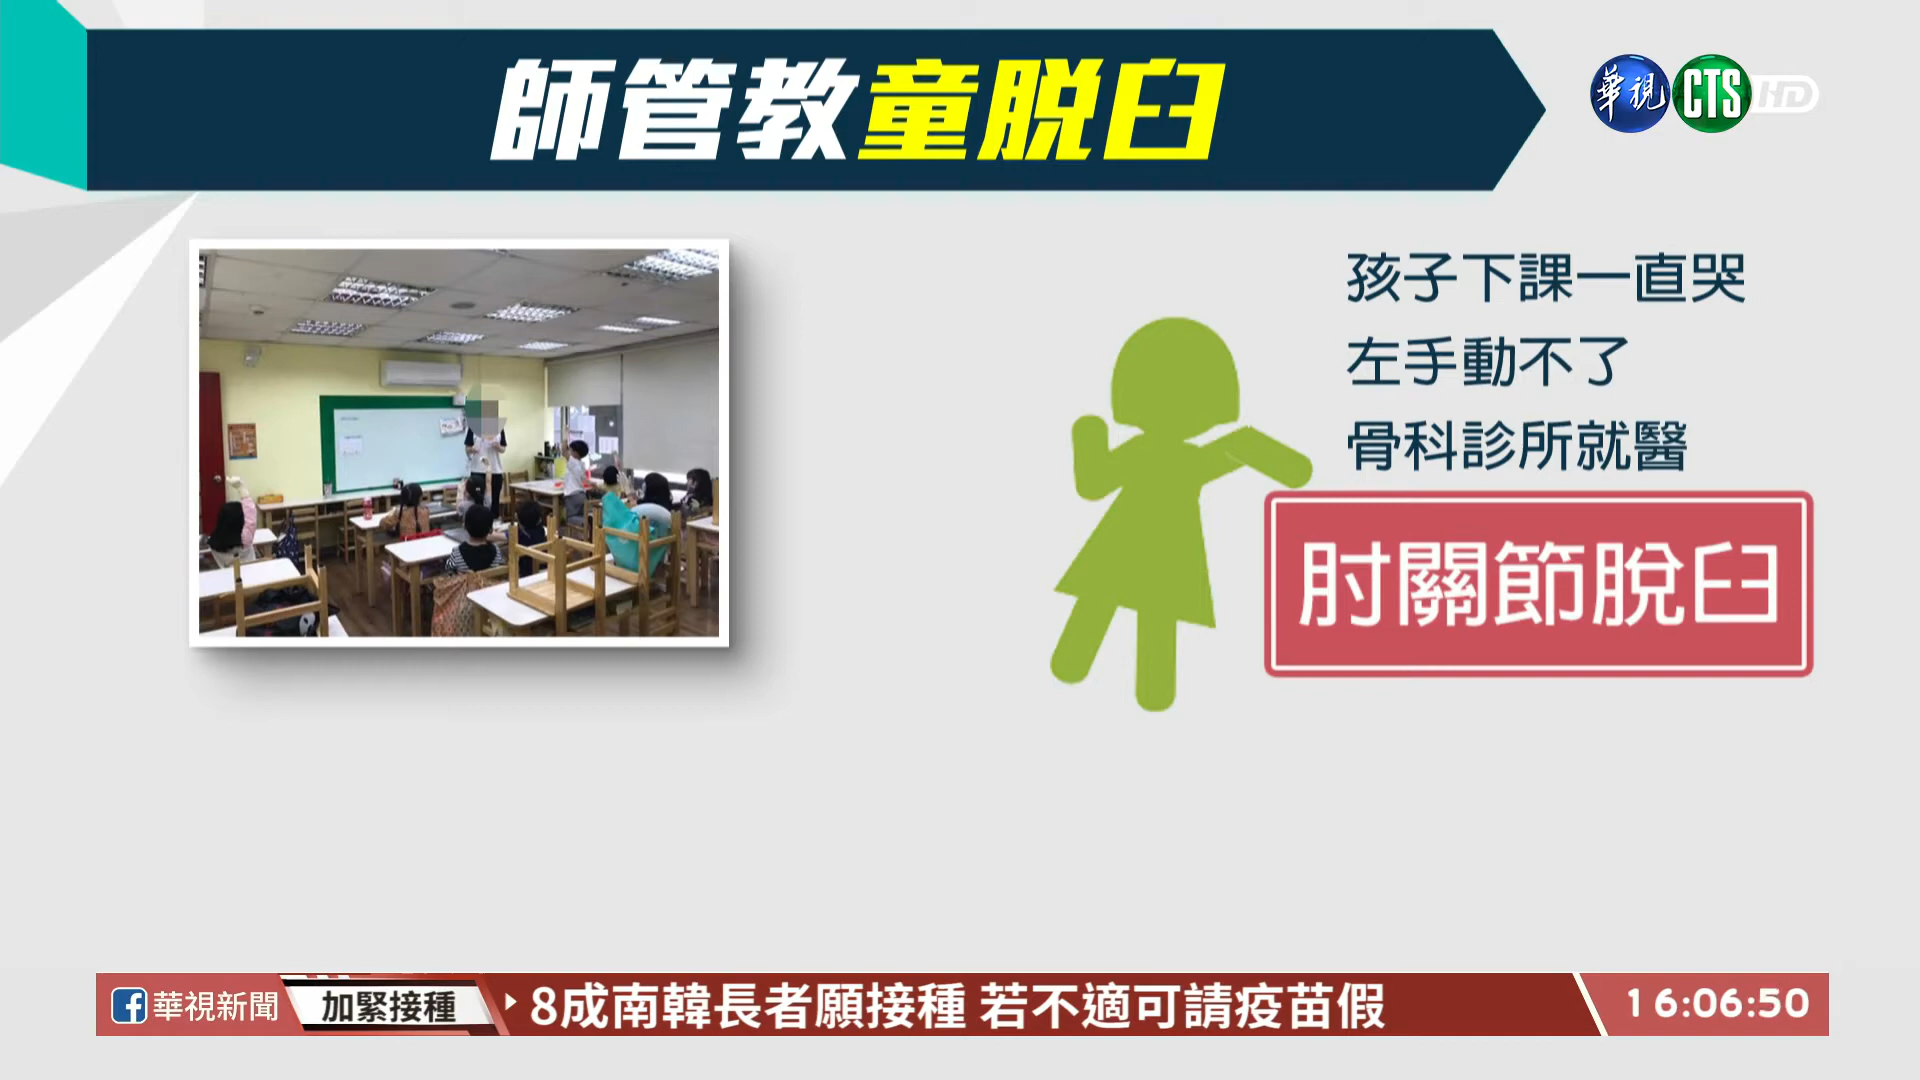 師管教童脫臼
華視 CTS HD
孩子下課一直哭
左手動不了
骨科診所就醫
肘關節脫臼
華視新聞 加緊接種 8成南韓長者願接種 若不適可請疫苗假 16:06:50